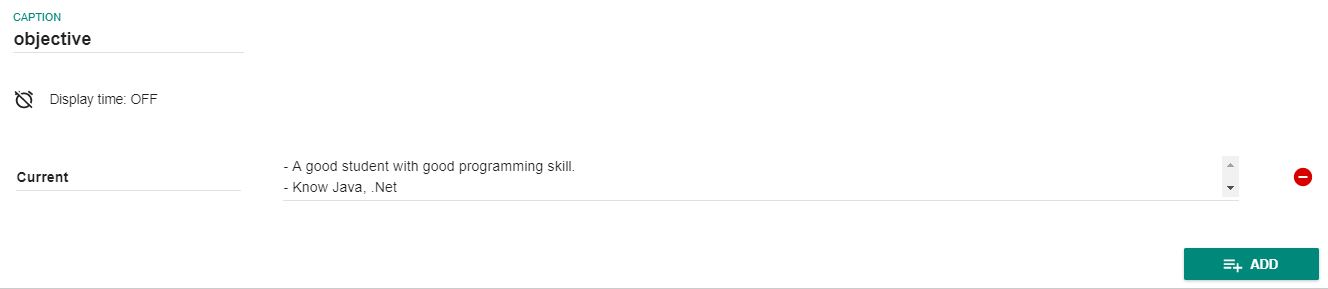 CAPTION
objective
Display time: OFF
Current
- A good student with good programming skill.
- Know Java, .Net
ADD